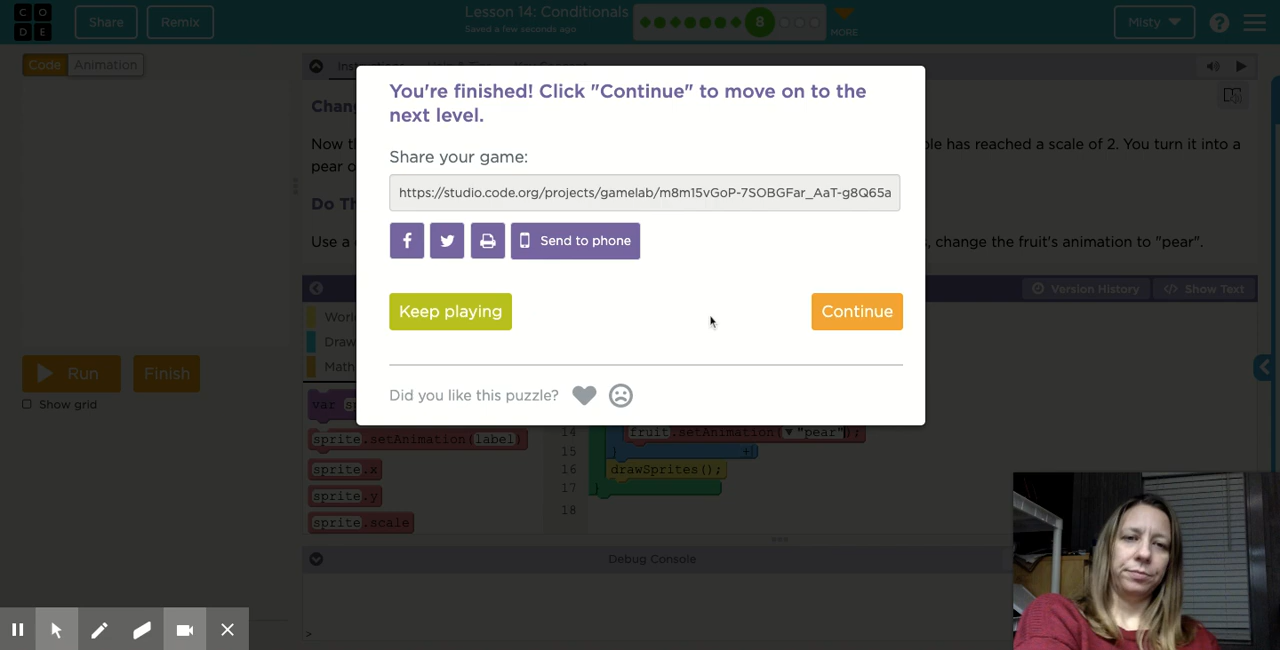 C O
D E
Share
Remix
Lesson 14: Conditionals
Saved a few seconds ago
8
MORE
Misty
?
Code
Animation
You're finished! Click "Continue" to move on to the
next level.
Share your game:
https://studio.code.org/projects/gamelab/m8m15vGoP-7SOBGFar_AaT-g8Q65a
Send to phone
Keep playing
Continue
Did you like this puzzle?
Now
le has reached a scale of 2. You turn it into a
pear
Do
Use a
, change the fruit's animation to "pear".
Version History
Show Text
Run
Finish
Show grid
var
sprite.setAnimation(label)
sprite.x
sprite.y
sprite.scale
14 fruit.setAnimation(▼ "pear");
15 }
16 drawSprites();
17 }
18
Debug Console
>